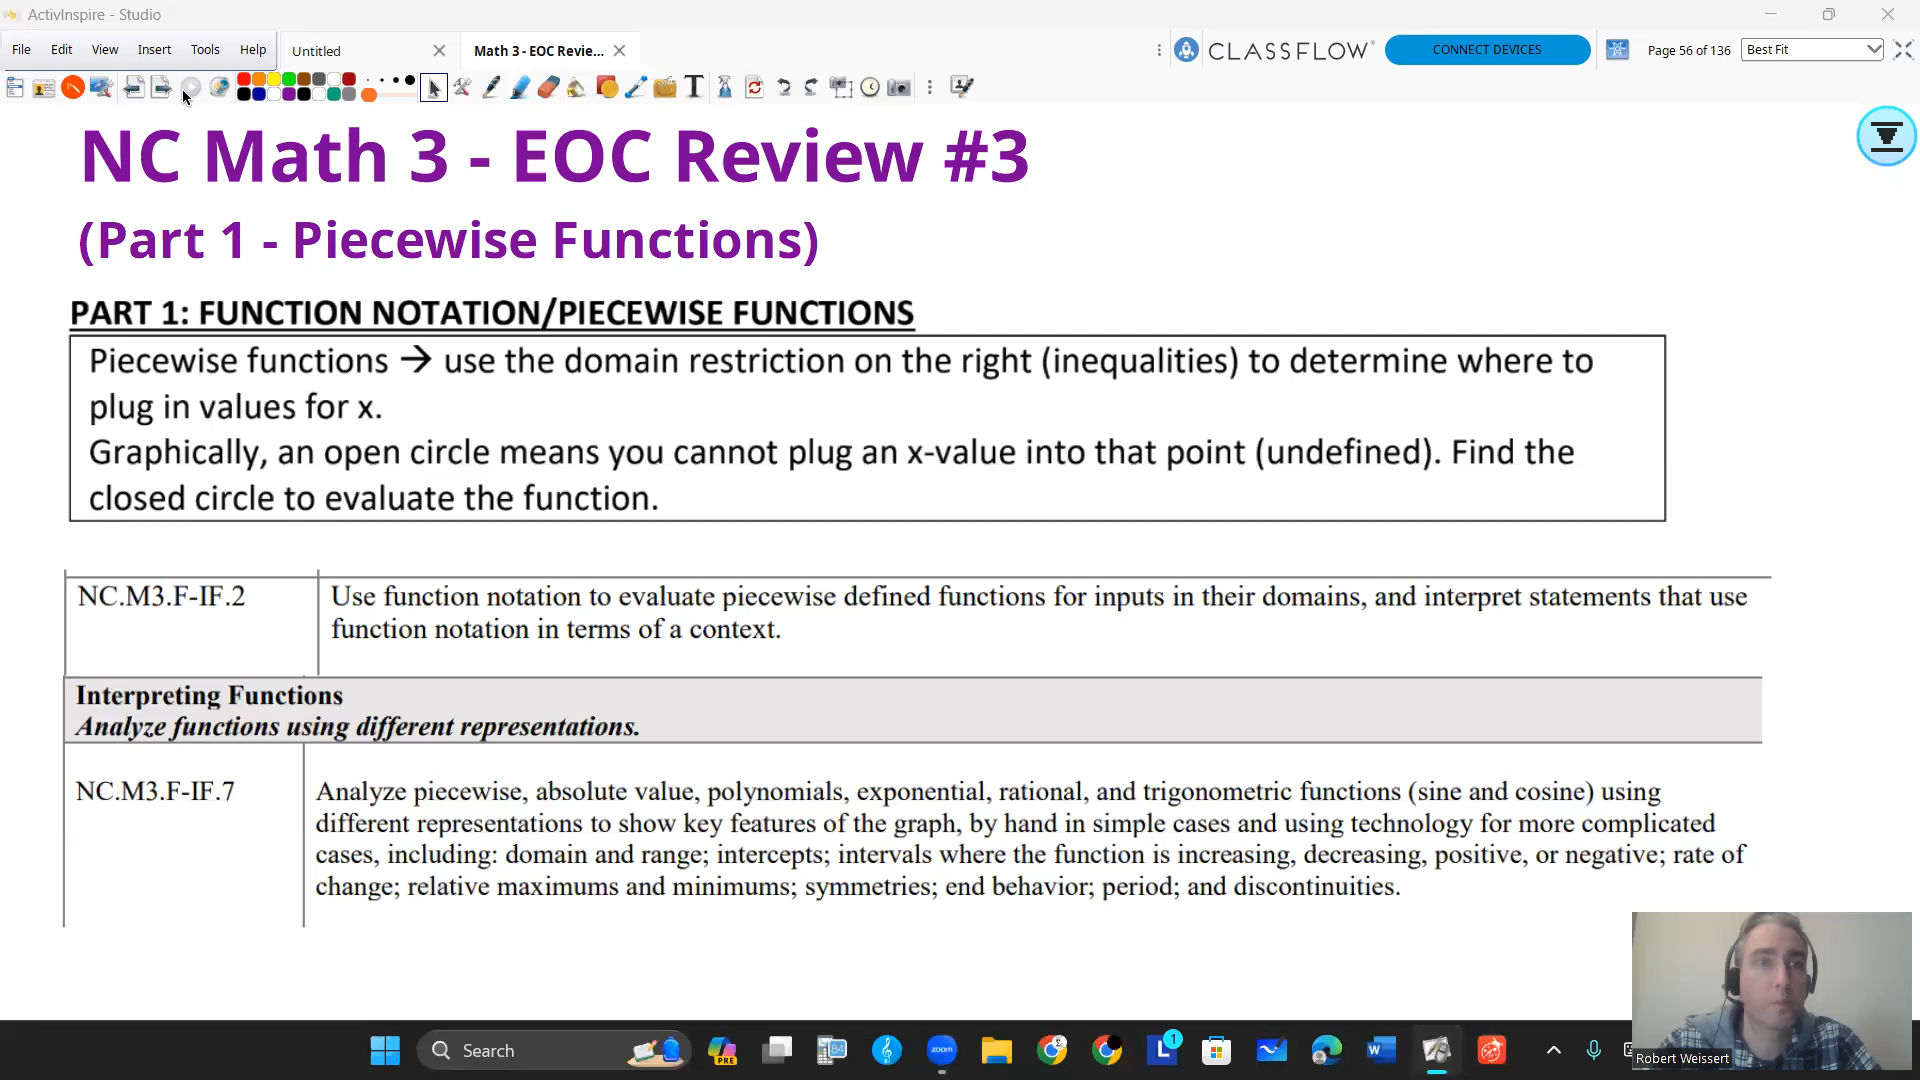 ActivInspire - Studio
File Edit View Insert Tools Help
Untitled
Math 3 - EOC Revie...
CLASSFLOW
CONNECT DEVICES
Page 56 of 136
Best Fit
NC Math 3 - EOC Review #3
(Part 1 - Piecewise Functions)
PART 1: FUNCTION NOTATION/PIECEWISE FUNCTIONS
Piecewise functions → use the domain restriction on the right (inequalities) to determine where to
plug in values for x.
Graphically, an open circle means you cannot plug an x-value into that point (undefined). Find the
closed circle to evaluate the function.
NC.M3.F-IF.2
Use function notation to evaluate piecewise defined functions for inputs in their domains, and interpret statements that use
function notation in terms of a context.
Interpreting Functions
Analyze functions using different representations.
NC.M3.F-IF.7
Analyze piecewise, absolute value, polynomials, exponential, rational, and trigonometric functions (sine and cosine) using
different representations to show key features of the graph, by hand in simple cases and using technology for more complicated
cases, including: domain and range; intercepts; intervals where the function is increasing, decreasing, positive, or negative; rate of
change; relative maximums and minimums; symmetries; end behavior; period; and discontinuities.
Robert Weissert
Search
PRE
84
zoom
L
1
W